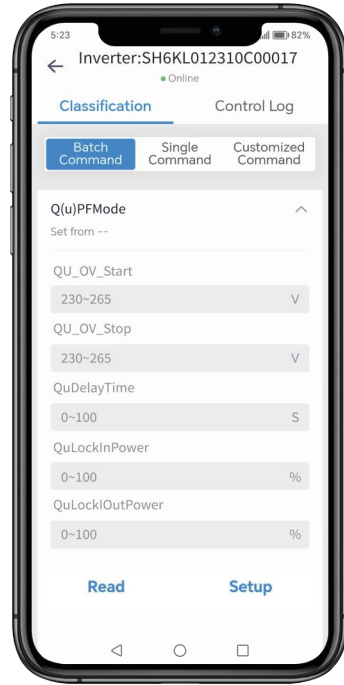 5:23
82%
Inverter:SH6KL012310C00017
Online
Classification
Control Log
Batch Command
Single Command
Customized Command
Q(u)PFMode
Set from --
QU_OV_Start
230~265 V
QU_OV_Stop
230~265 V
QuDelayTime
0~100 S
QuLockInPower
0~100 %
QuLockIOutPower
0~100 %
Read
Setup